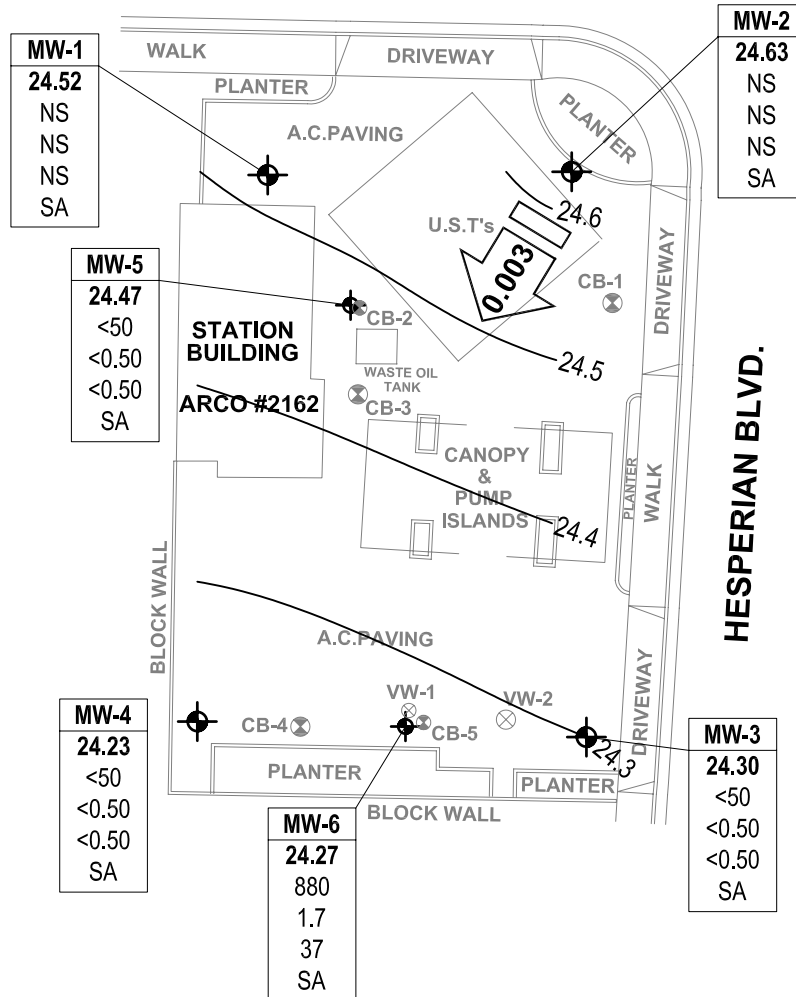 MW-1
24.52
NS
NS
NS
SA
WALK
DRIVEWAY
MW-2
24.63
NS
NS
NS
SA
PLANTER
PLANTER
A.C.PAVING
U.S.T's
24.6
0.003
CB-1
DRIVEWAY
MW-5
24.47
<50
<0.50
<0.50
SA
CB-2
STATION
BUILDING
ARCO #2162
WASTE OIL
TANK
CB-3
24.5
CANOPY
&
PUMP
ISLANDS
24.4
PLANTER
WALK
HESPERIAN BLVD.
BLOCK WALL
A.C.PAVING
DRIVEWAY
VW-1
VW-2
CB-4
CB-5
24.3
MW-4
24.23
<50
<0.50
<0.50
SA
PLANTER
PLANTER
BLOCK WALL
MW-3
24.30
<50
<0.50
<0.50
SA
MW-6
24.27
880
1.7
37
SA